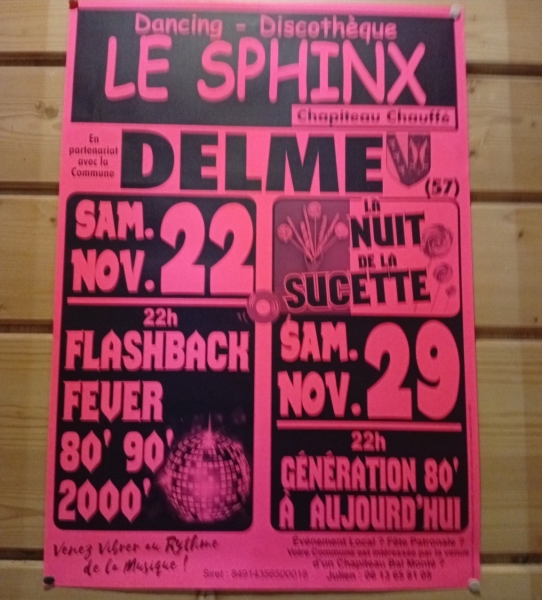 Dancing - Discothèque
LE SPHINX
Chapiteau Chauffé
En
partenariat
avec la
Commune
DELME
(57)
SAM.
NOV. 22
22h
FLASHBACK
FEVER
80' 90'
2000'
LA
NUIT
DE LA
SUCETTE
SAM.
NOV. 29
22h
GÉNÉRATION 80'
À AUJOURD'HUI
Venez Vibrer au Rythme
de la Musique !
Evénement Local ? Fête Patronale ?
Votre Commune est intéressée par la venue
d'un Chapiteau Bal Monté ?
Julien :
Siret :